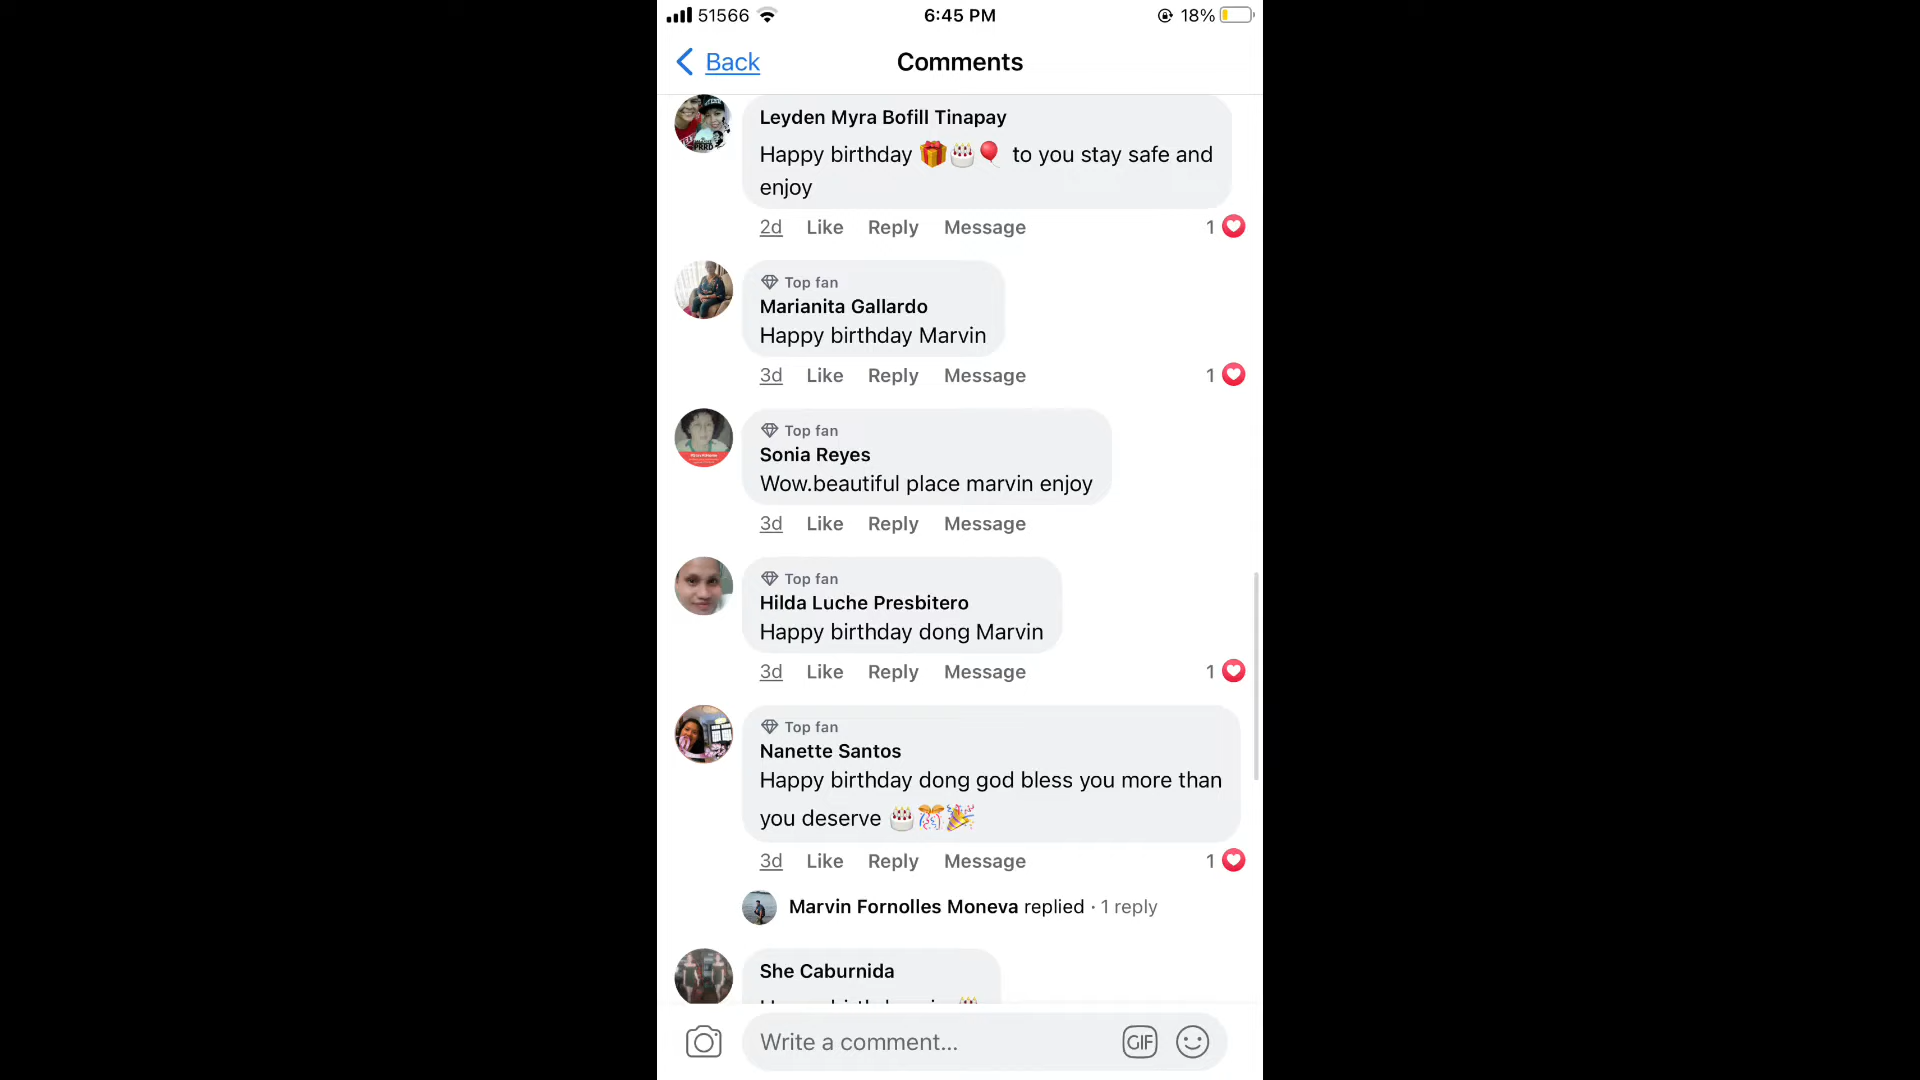 51566 6:45 PM 18%
Back Comments
Leyden Myra Bofill Tinapay
Happy birthday 🎁🎂🎈 to you stay safe and
enjoy
2d Like Reply Message 1
Top fan
Marianita Gallardo
Happy birthday Marvin
3d Like Reply Message 1
Top fan
Sonia Reyes
Wow.beautiful place marvin enjoy
3d Like Reply Message
Top fan
Hilda Luche Presbitero
Happy birthday dong Marvin
3d Like Reply Message 1
Top fan
Nanette Santos
Happy birthday dong god bless you more than
you deserve 🎂🎊🎉
3d Like Reply Message 1
Marvin Fornolles Moneva replied · 1 reply
She Caburnida
Write a comment...
GIF